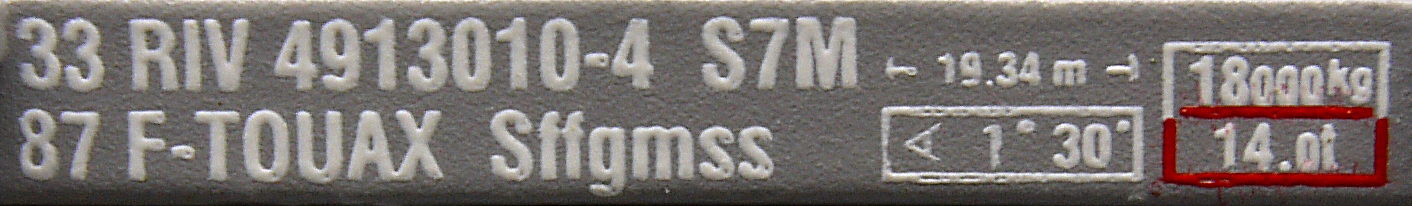 33 RIV 4913010-4 S7M
19.34 m
18000kg
87 F-TOUAX Sffgmss
1° 30°
14.0t